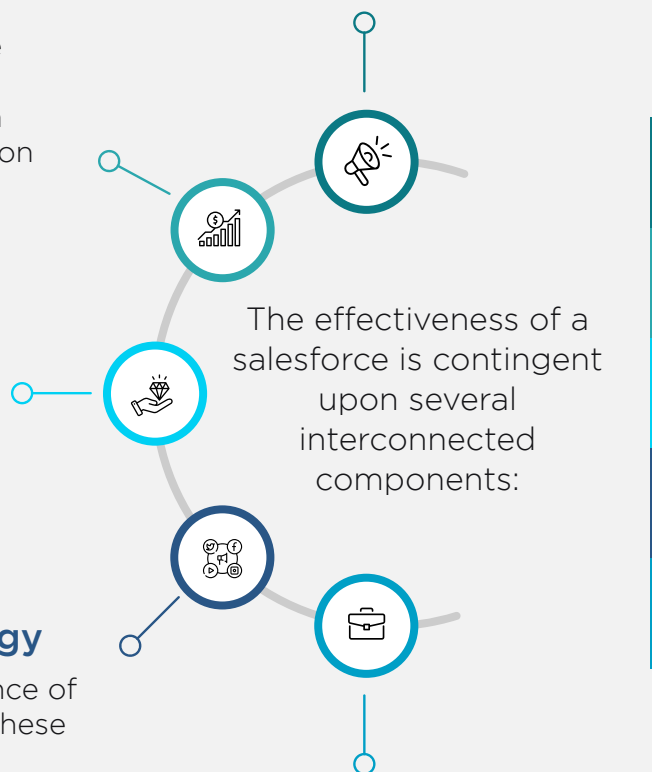 on
The effectiveness of a
salesforce is contingent
upon several
interconnected
components:
gy
nce of
hese